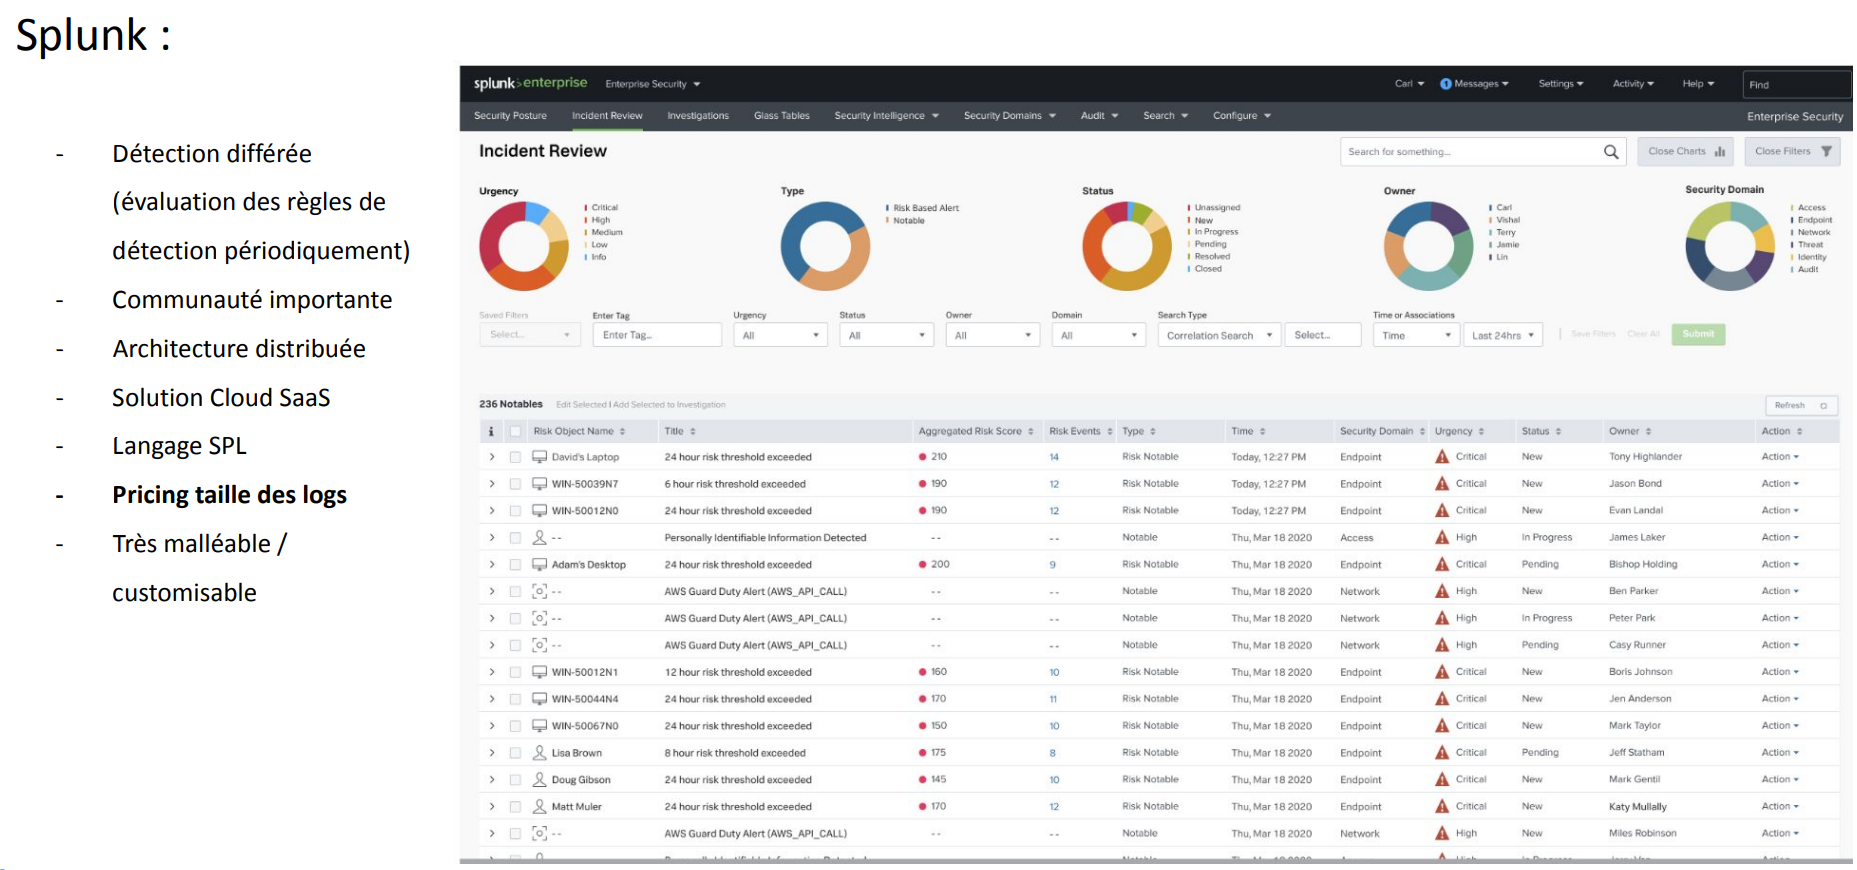 Splunk :
- Détection différée
(évaluation des règles de
détection périodiquement)
- Communauté importante
- Architecture distribuée
- Solution Cloud SaaS
- Langage SPL
- Pricing taille des logs
- Très malléable /
customisable
splunk>enterprise Enterprise Security Carl 1 Messages Settings Activity Help Find
Security Posture Incident Review Investigations Glass Tables Security Intelligence Security Domains Audit Search Configure Enterprise Security
Incident Review Search for something... Close Charts Close Filters
Urgency
Critical
High
Medium
Low
Info
Type
Risk Based Alert
Notable
Status
Unassigned
New
In Progress
Pending
Resolved
Closed
Owner
Carl
Vishal
Terry
Jamie
Lin
Security Domain
Access
Endpoint
Network
Threat
Identity
Audit
Saved Filters Enter Tag Urgency Status Owner Domain Search Type Time or Associations
Select... Enter Tag... All All All All Correlation Search Select... Time Last 24hrs Save Filters Clear All Submit
236 Notables Edit Selected | Add Selected to Investigation Refresh
i Risk Object Name Title Aggregated Risk Score Risk Events Type Time Security Domain Urgency Status Owner Action
David's Laptop 24 hour risk threshold exceeded 210 14 Risk Notable Today, 12:27 PM Endpoint Critical New Tony Highlander Action
WIN-50039N7 6 hour risk threshold exceeded 190 12 Risk Notable Today, 12:27 PM Endpoint Critical New Jason Bond Action
WIN-50012N0 24 hour risk threshold exceeded 190 12 Risk Notable Today, 12:27 PM Endpoint Critical New Evan Landal Action
-- Personally Identifiable Information Detected -- -- Notable Thu, Mar 18 2020 Access High In Progress James Laker Action
Adam's Desktop 24 hour risk threshold exceeded 200 9 Risk Notable Thu, Mar 18 2020 Endpoint Critical Pending Bishop Holding Action
-- AWS Guard Duty Alert (AWS_API_CALL) -- -- Notable Thu, Mar 18 2020 Network High New Ben Parker Action
-- AWS Guard Duty Alert (AWS_API_CALL) -- -- Notable Thu, Mar 18 2020 Network High In Progress Peter Park Action
-- AWS Guard Duty Alert (AWS_API_CALL) -- -- Notable Thu, Mar 18 2020 Network High Pending Casy Runner Action
WIN-50012N1 12 hour risk threshold exceeded 160 10 Risk Notable Thu, Mar 18 2020 Endpoint Critical New Boris Johnson Action
WIN-50044N4 24 hour risk threshold exceeded 170 11 Risk Notable Thu, Mar 18 2020 Endpoint Critical New Jen Anderson Action
WIN-50067N0 24 hour risk threshold exceeded 150 10 Risk Notable Thu, Mar 18 2020 Endpoint Critical New Mark Taylor Action
Lisa Brown 8 hour risk threshold exceeded 175 8 Risk Notable Thu, Mar 18 2020 Endpoint Critical Pending Jeff Statham Action
Doug Gibson 24 hour risk threshold exceeded 145 10 Risk Notable Thu, Mar 18 2020 Endpoint Critical New Mark Gentil Action
Matt Muler 24 hour risk threshold exceeded 170 12 Risk Notable Thu, Mar 18 2020 Endpoint Critical New Katy Mullally Action
-- AWS Guard Duty Alert (AWS_API_CALL) -- -- Notable Thu, Mar 18 2020 Network High New Miles Robinson Action